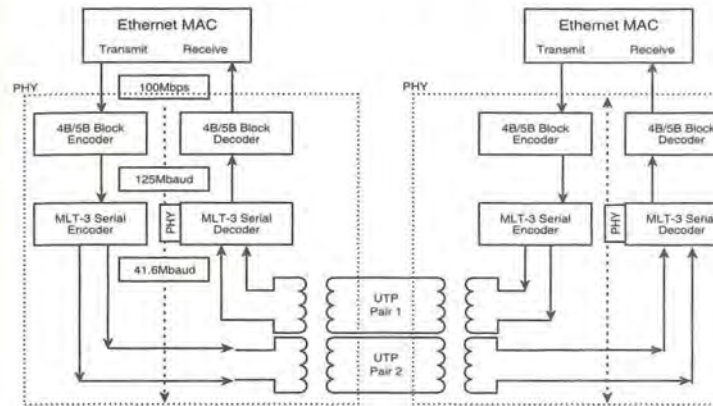 Ethernet MAC
Transmit Receive
PHY
100Mbps
4B/5B Block
Encoder
4B/5B Block
Decoder
125Mbaud
MLT-3 Serial
Encoder
PHY
MLT-3 Serial
Decoder
41.6Mbaud
UTP
Pair 1
UTP
Pair 2
Ethernet MAC
Transmit Receive
PHY
4B/5B Block
Encoder
4B/5B Block
Decoder
MLT-3 Serial
Encoder
PHY
MLT-3 Serial
Decoder